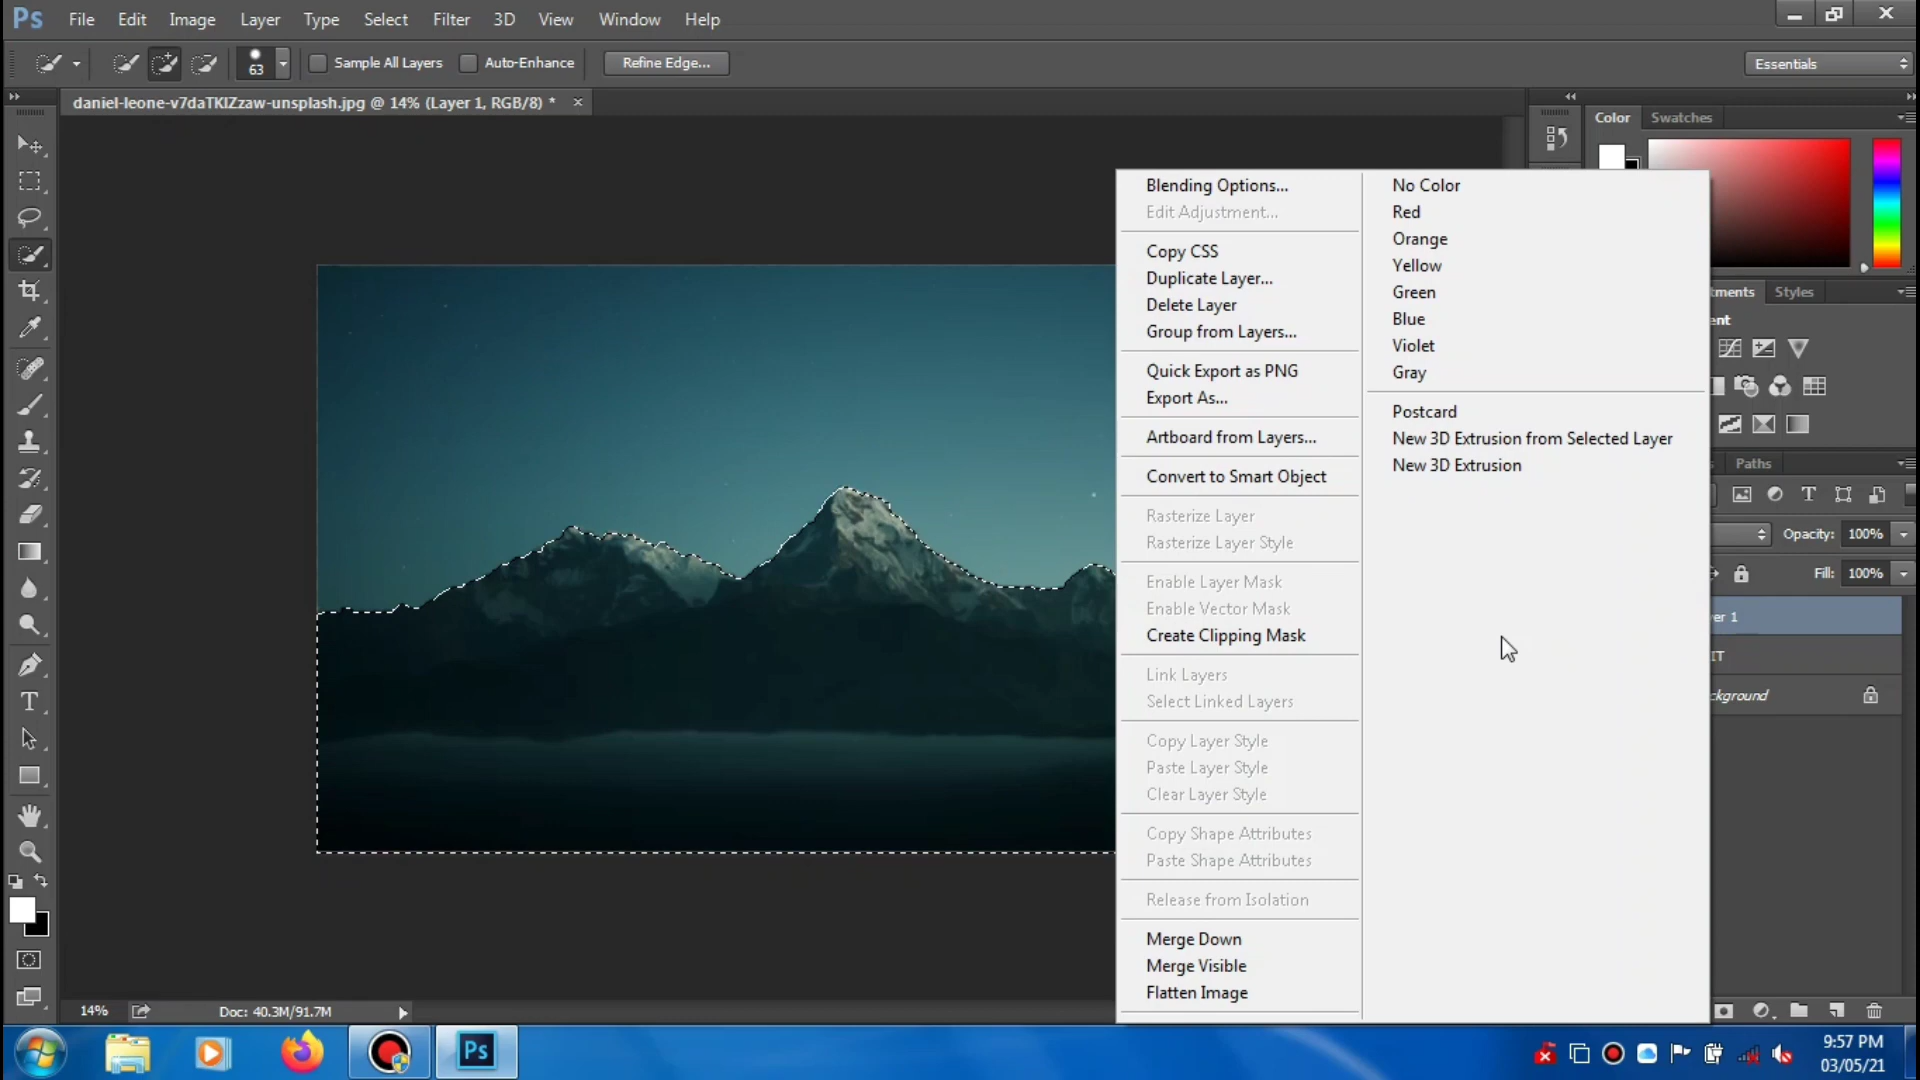 Ps File Edit Image Layer Type Select Filter 3D View Window Help
63 Sample All Layers Auto-Enhance Refine Edge... Essentials
daniel-leone-v7daTKlZzaw-unsplash.jpg @ 14% (Layer 1, RGB/8) * ×
Color Swatches
Blending Options...
Edit Adjustment...
Copy CSS
Duplicate Layer...
Delete Layer
Group from Layers...
Quick Export as PNG
Export As...
Artboard from Layers...
Convert to Smart Object
Rasterize Layer
Rasterize Layer Style
Enable Layer Mask
Enable Vector Mask
Create Clipping Mask
Link Layers
Select Linked Layers
Copy Layer Style
Paste Layer Style
Clear Layer Style
Copy Shape Attributes
Paste Shape Attributes
Release from Isolation
Merge Down
Merge Visible
Flatten Image
No Color
Red
Orange
Yellow
Green
Blue
Violet
Gray
Postcard
New 3D Extrusion from Selected Layer
New 3D Extrusion
tments Styles
ent
Paths
Opacity: 100%
Fill: 100%
er 1
IT
ckground
14% Doc: 40.3M/91.7M
Ps
9:57 PM
03/05/21